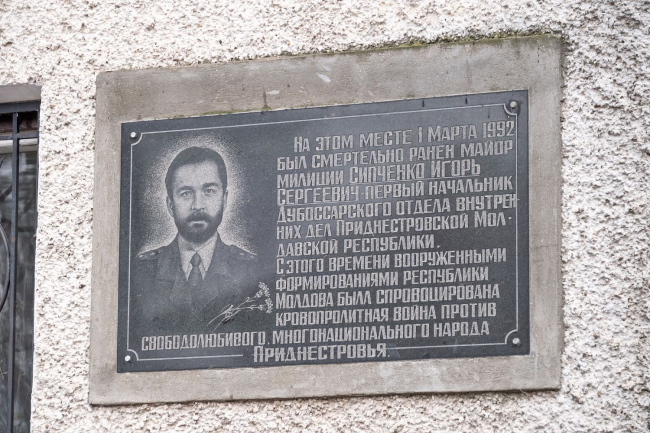 На этом месте 1 марта 1992
был смертельно ранен майор
милиции Сипченко Игорь
Сергеевич-первый начальник
Дубоссарского отдела внутрен-
них дел Приднестровской Мол-
давской Республики.
С этого времени вооруженными
формированиями республики
Молдова была спровоцирована
кровопролитная война против
свободолюбивого, многонационального народа
Приднестровья.